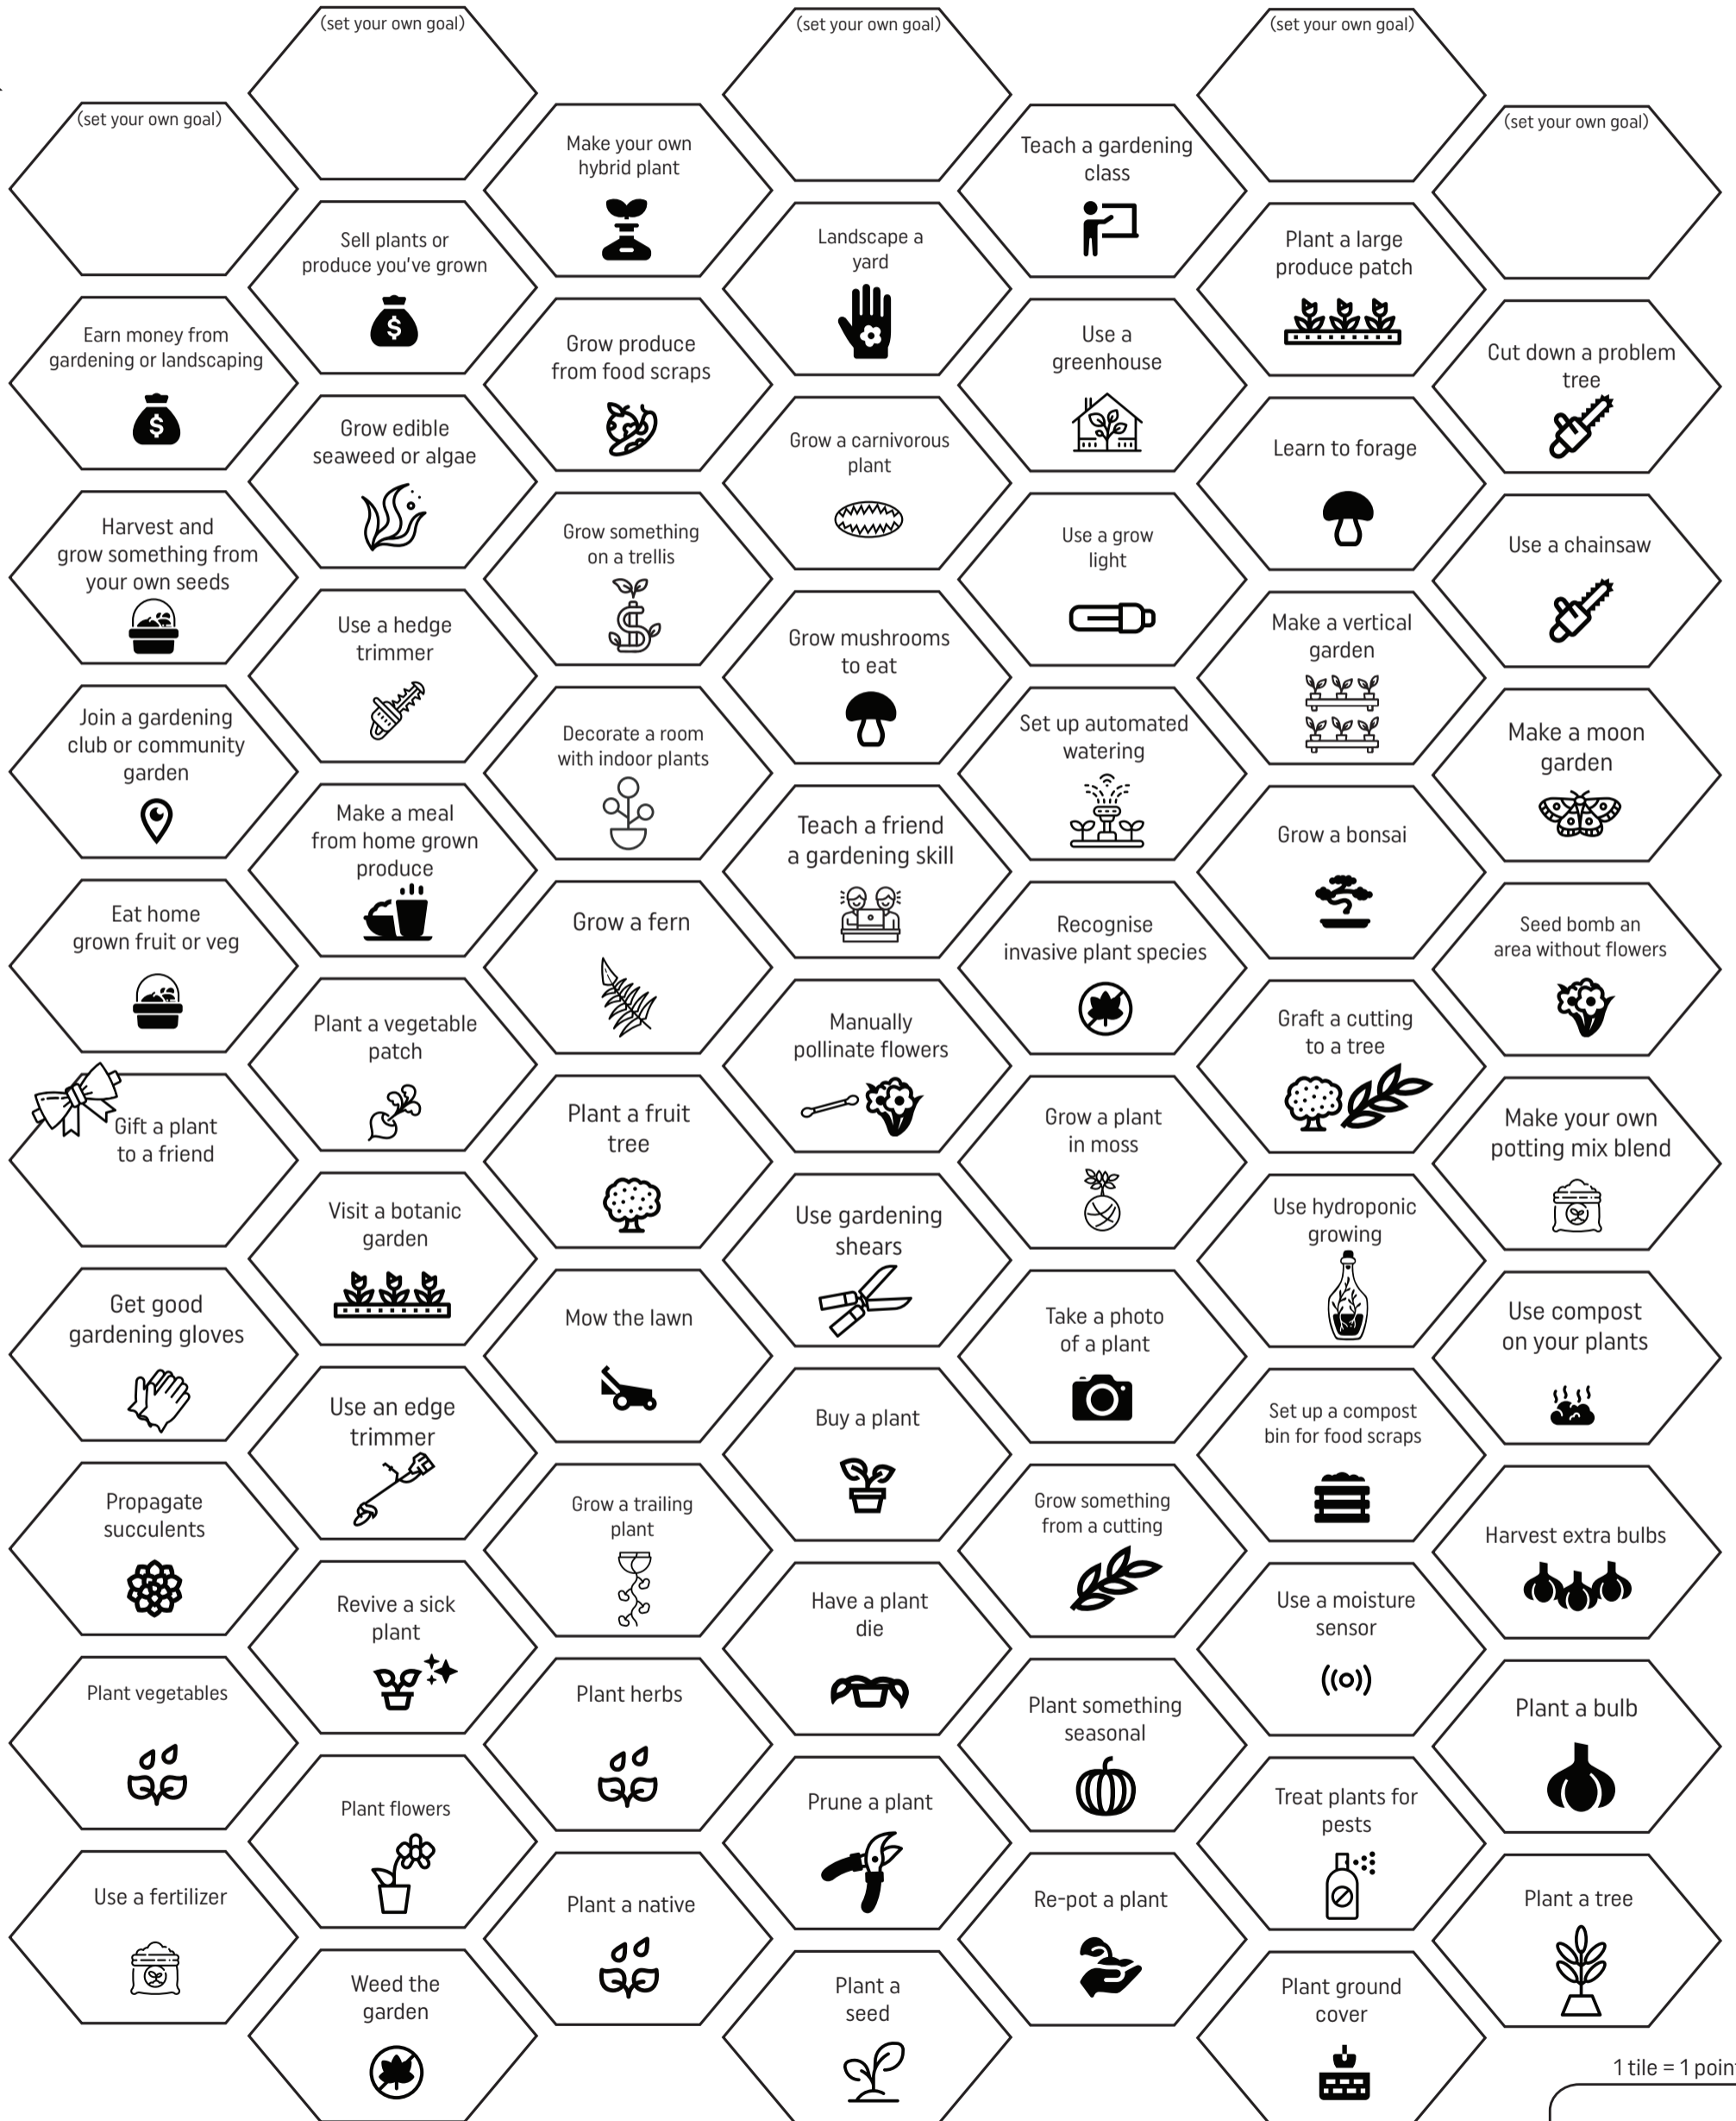 (set your own goal)
(set your own goal)
(set your own goal)
(set your own goal)
(set your own goal)
Make your own
hybrid plant
Teach a gardening
class
Sell plants or
produce you've grown
Landscape a
yard
Plant a large
produce patch
Earn money from
gardening or landscaping
Grow produce
from food scraps
Use a
greenhouse
Cut down a problem
tree
Grow edible
seaweed or algae
Grow a carnivorous
plant
Learn to forage
Harvest and
grow something from
your own seeds
Grow something
on a trellis
Use a grow
light
Use a chainsaw
Use a hedge
trimmer
Grow mushrooms
to eat
Make a vertical
garden
Join a gardening
club or community
garden
Decorate a room
with indoor plants
Set up automated
watering
Make a moon
garden
Make a meal
from home grown
produce
Teach a friend
a gardening skill
Grow a bonsai
Eat home
grown fruit or veg
Grow a fern
Recognise
invasive plant species
Seed bomb an
area without flowers
Plant a vegetable
patch
Manually
pollinate flowers
Graft a cutting
to a tree
Gift a plant
to a friend
Plant a fruit
tree
Grow a plant
in moss
Make your own
potting mix blend
Visit a botanic
garden
Use gardening
shears
Use hydroponic
growing
Get good
gardening gloves
Mow the lawn
Take a photo
of a plant
Use compost
on your plants
Use an edge
trimmer
Buy a plant
Set up a compost
bin for food scraps
Propagate
succulents
Grow a trailing
plant
Grow something
from a cutting
Harvest extra bulbs
Revive a sick
plant
Have a plant
die
Use a moisture
sensor
Plant vegetables
Plant herbs
Plant something
seasonal
Plant a bulb
Plant flowers
Prune a plant
Treat plants for
pests
Use a fertilizer
Plant a native
Re-pot a plant
Plant a tree
Weed the
garden
Plant a
seed
Plant ground
cover
1 tile = 1 poin